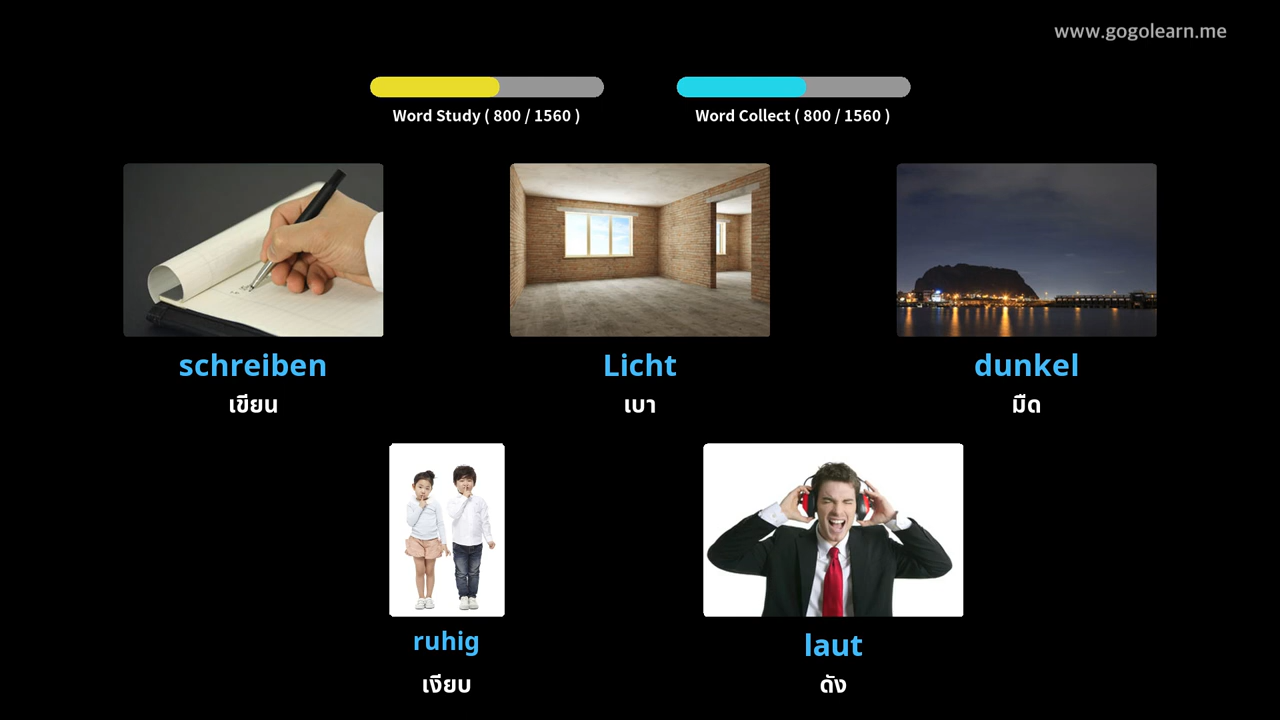 www.gogolearn.me
Word Study ( 800 / 1560 )
Word Collect ( 800 / 1560 )
schreiben
Licht
dunkel
เขียน
เบา
มืด
ruhig
laut
เงียบ
ดัง